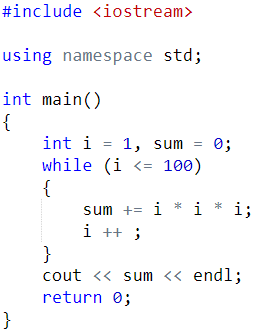 #include <iostream>

using namespace std;

int main()
{
    int i = 1, sum = 0;
    while (i <= 100)
    {
        sum += i * i * i;
        i ++ ;
    }
    cout << sum << endl;
    return 0;
}